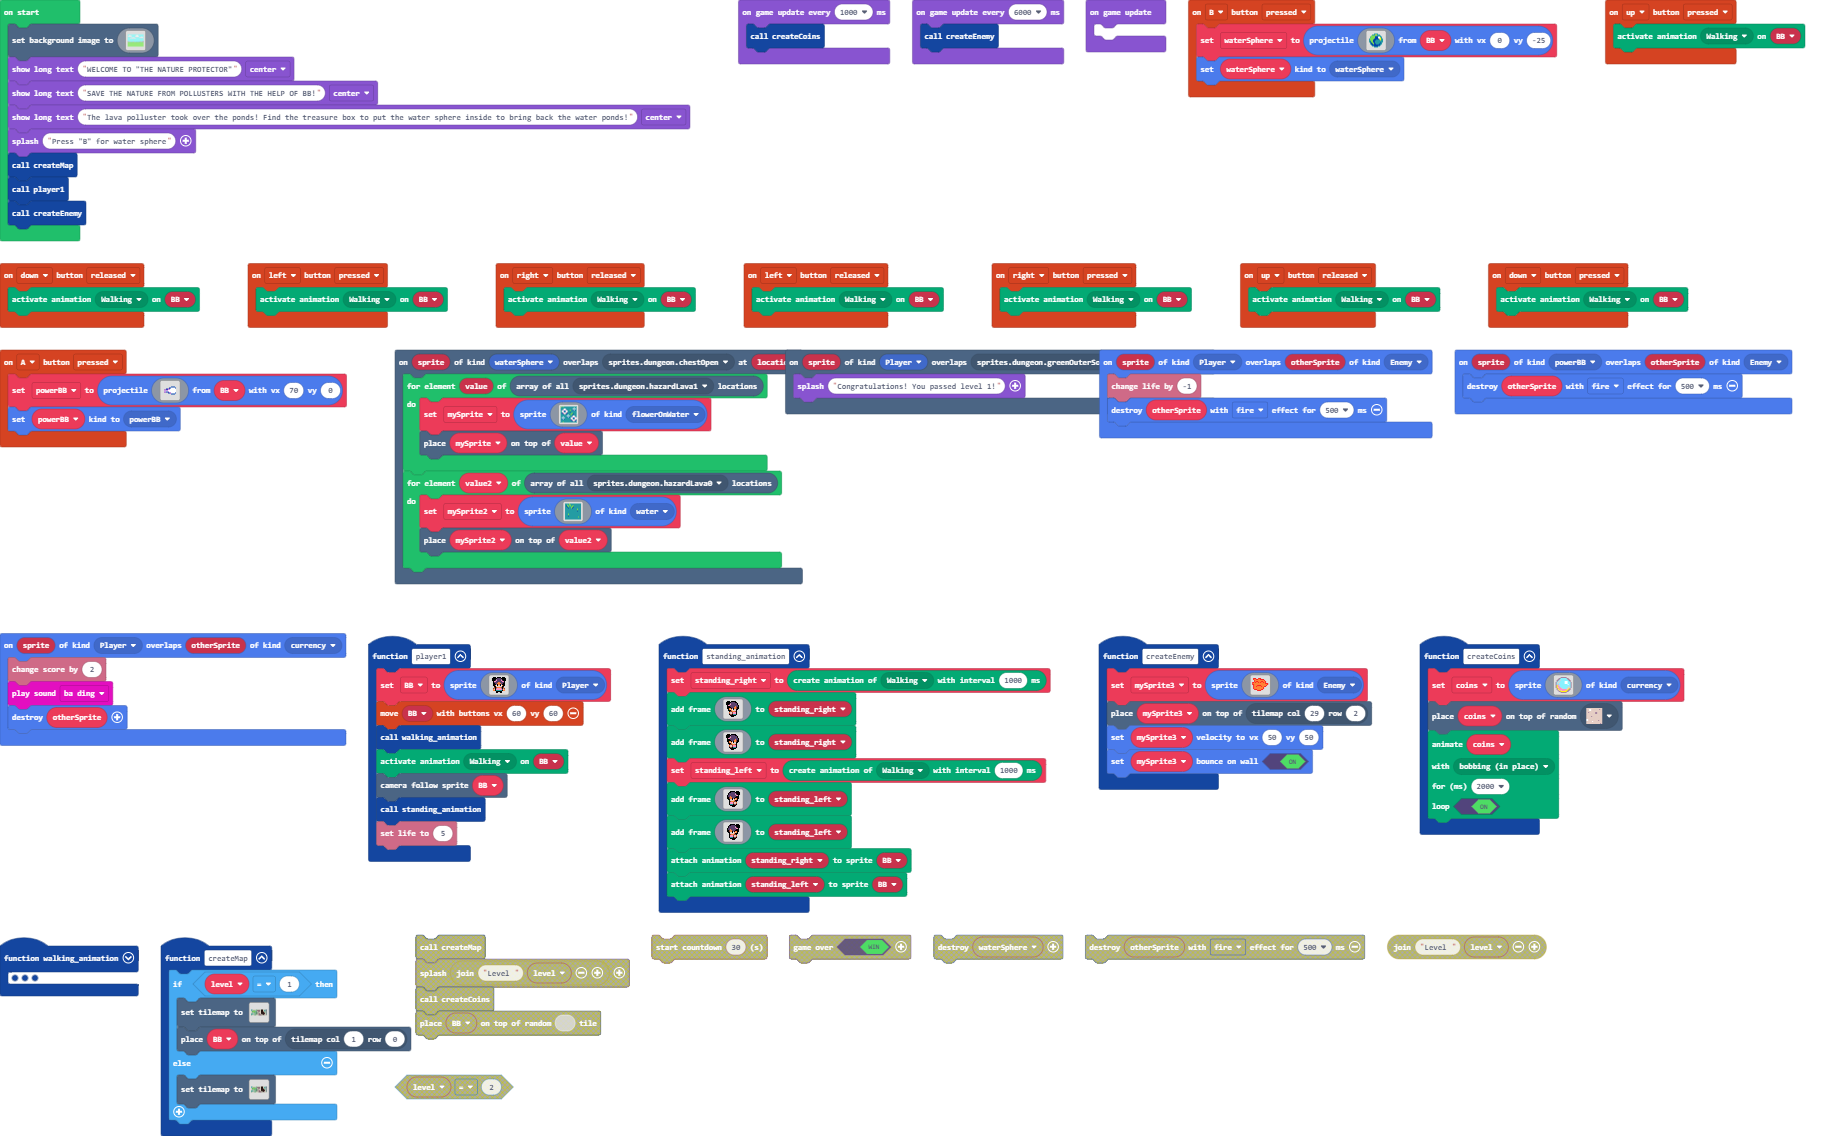 on start
set background image to
show long text "WELCOME TO "THE NATURE PROTECTOR"" center
show long text "SAVE THE NATURE FROM POLLUSTERS WITH THE HELP OF BB!" center
show long text "The lava polluster took over the ponds! Find the treasure box to put the water sphere inside to bring back the water ponds!" center
splash "Press "B" for water sphere"
call createMap
call player1
call createEnemy
on game update every 1000 ms
call createCoins
on game update every 6000 ms
call createEnemy
on game update
on B button pressed
set waterSphere to projectile from BB with vx 0 vy -25
set waterSphere kind to waterSphere
on up button pressed
activate animation Walking on BB
on down button released
activate animation Walking on BB
on left button pressed
activate animation Walking on BB
on right button released
activate animation Walking on BB
on left button released
activate animation Walking on BB
on right button pressed
activate animation Walking on BB
on up button released
activate animation Walking on BB
on down button pressed
activate animation Walking on BB
on A button pressed
set powerBB to projectile from BB with vx 70 vy 0
set powerBB kind to powerBB
on sprite of kind waterSphere overlaps sprites.dungeon.chestOpen at locati
for element value of array of all sprites.dungeon.hazardLava1 locations
do
set mySprite to sprite of kind flowerOnWater
place mySprite on top of value
for element value2 of array of all sprites.dungeon.hazardLava0 locations
do
set mySprite2 to sprite of kind water
place mySprite2 on top of value2
on sprite of kind Player overlaps sprites.dungeon.greenOuterSo
splash "Congratulations! You passed level 1!"
on sprite of kind Player overlaps otherSprite of kind Enemy
change life by -1
destroy otherSprite with fire effect for 500 ms
on sprite of kind powerBB overlaps otherSprite of kind Enemy
destroy otherSprite with fire effect for 500 ms
on sprite of kind Player overlaps otherSprite of kind currency
change score by 2
play sound ba ding
destroy otherSprite
function player1
set BB to sprite of kind Player
move BB with buttons vx 60 vy 60
call walking_animation
activate animation Walking on BB
camera follow sprite BB
call standing_animation
set life to 5
function standing_animation
set standing_right to create animation of Walking with interval 1000 ms
add frame to standing_right
add frame to standing_right
set standing_left to create animation of Walking with interval 1000 ms
add frame to standing_left
add frame to standing_left
attach animation standing_right to sprite BB
attach animation standing_left to sprite BB
function createEnemy
set mySprite3 to sprite of kind Enemy
place mySprite3 on top of tilemap col 29 row 2
set mySprite3 velocity to vx 50 vy 50
set mySprite3 bounce on wall ON
function createCoins
set coins to sprite of kind currency
place coins on top of random
animate coins
with bobbing (in place)
for (ms) 2000
loop ON
function walking_animation
function createMap
if level = 1 then
set tilemap to
place BB on top of tilemap col 1 row 0
else
set tilemap to
call createMap
splash join "Level " level
call createCoins
place BB on top of random tile
level = 2
start countdown 30 (s)
game over WIN
destroy waterSphere
destroy otherSprite with fire effect for 500 ms
join "Level " level